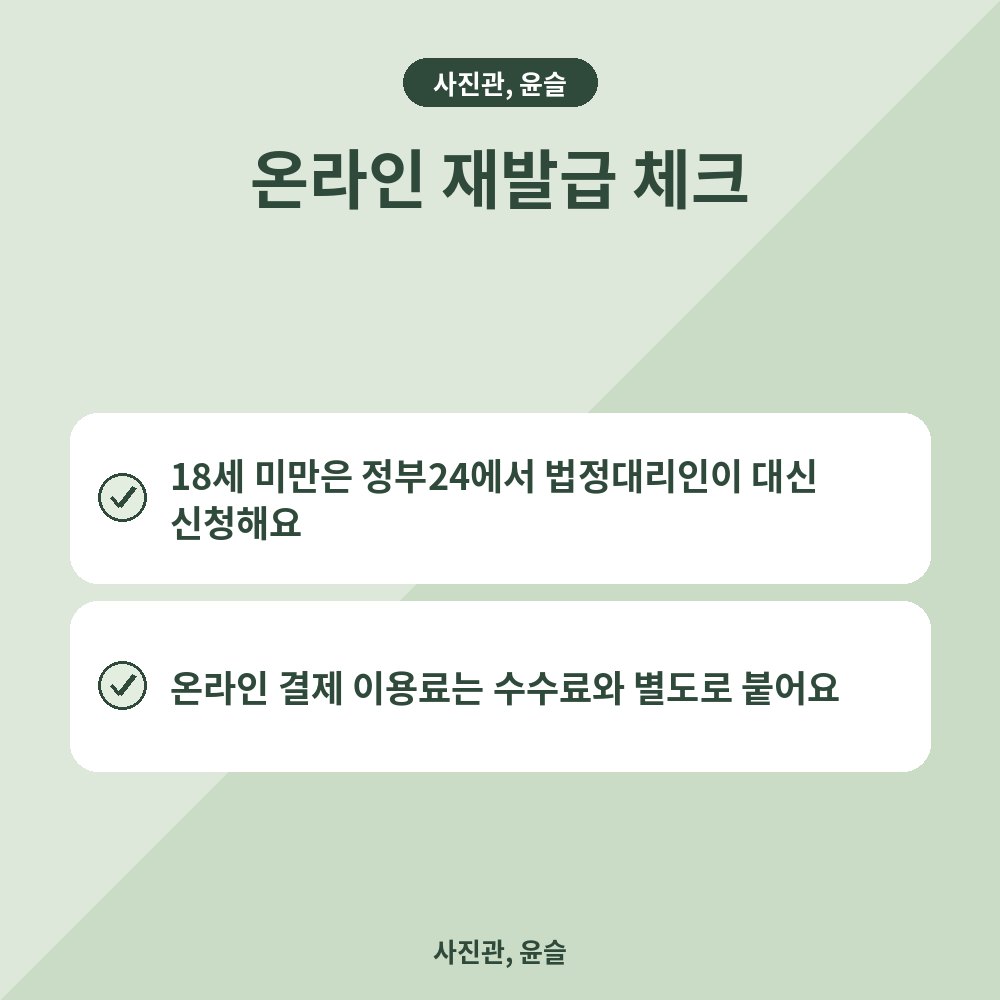 사진관, 윤슬
온라인 재발급 체크
18세 미만은 정부24에서 법정대리인이 대신
신청해요
온라인 결제 이용료는 수수료와 별도로 붙어요
사진관, 윤슬